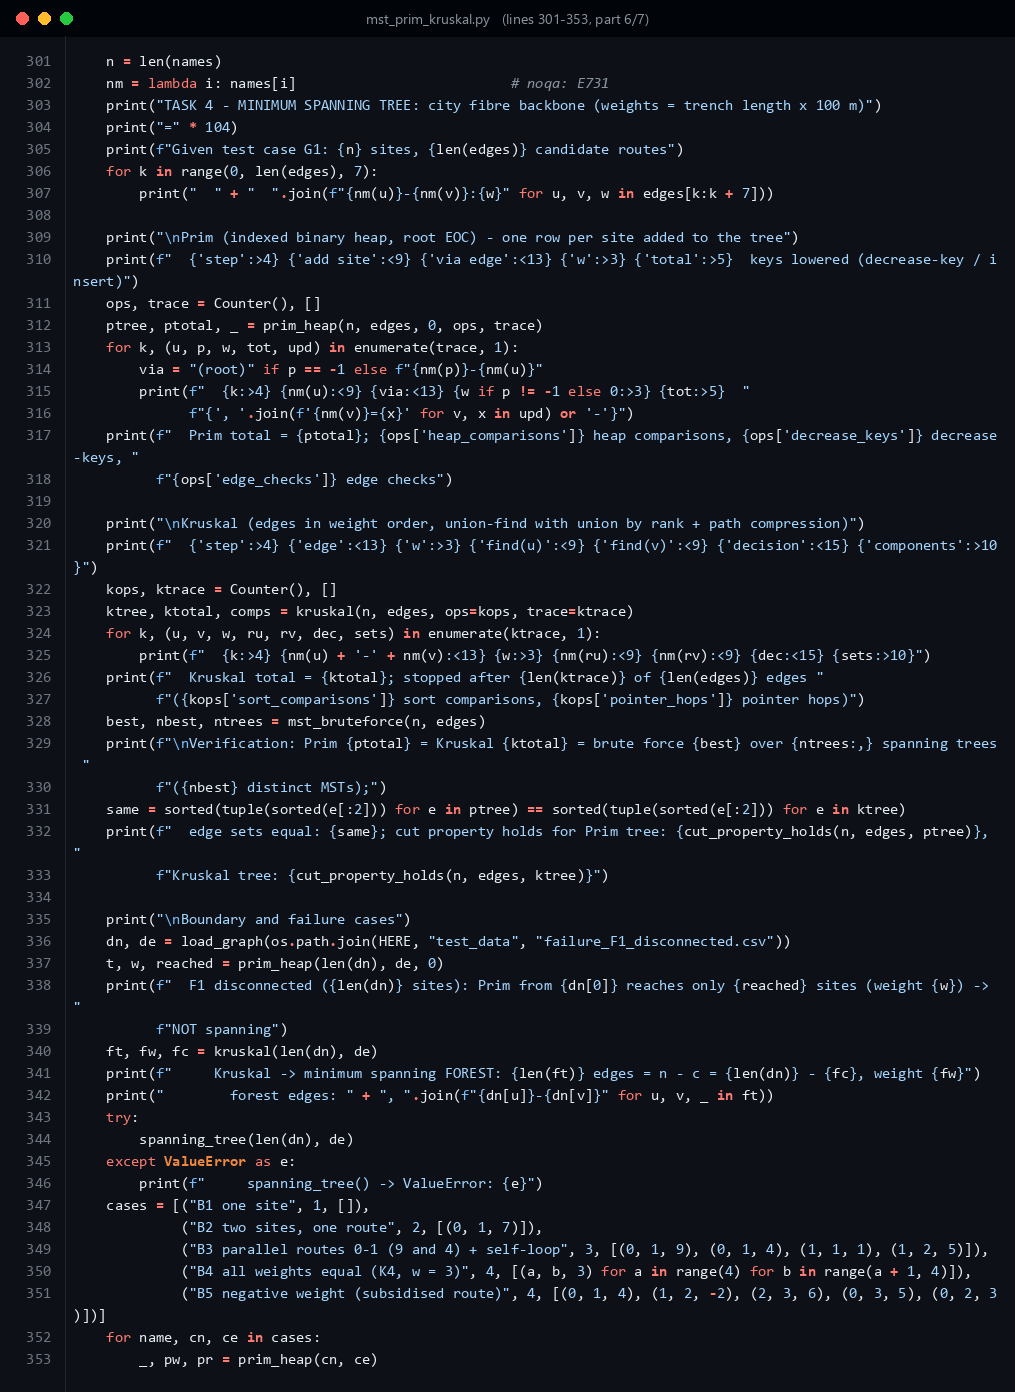 mst_prim_kruskal.py (lines 301-353, part 6/7)
301     n = len(names)
302     nm = lambda i: names[i]                          # noqa: E731
303     print("TASK 4 - MINIMUM SPANNING TREE: city fibre backbone (weights = trench length x 100 m)")
304     print("=" * 104)
305     print(f"Given test case G1: {n} sites, {len(edges)} candidate routes")
306     for k in range(0, len(edges), 7):
307         print("  " + "  ".join(f"{nm(u)}-{nm(v)}:{w}" for u, v, w in edges[k:k + 7]))
308
309     print("\nPrim (indexed binary heap, root EOC) - one row per site added to the tree")
310     print(f"  {'step':>4} {'add site':<9} {'via edge':<13} {'w':>3} {'total':>5}  keys lowered (decrease-key / i
nsert)")
311     ops, trace = Counter(), []
312     ptree, ptotal, _ = prim_heap(n, edges, 0, ops, trace)
313     for k, (u, p, w, tot, upd) in enumerate(trace, 1):
314         via = "(root)" if p == -1 else f"{nm(p)}-{nm(u)}"
315         print(f"  {k:>4} {nm(u):<9} {via:<13} {w if p != -1 else 0:>3} {tot:>5}  "
316               f"{', '.join(f'{nm(v)}={x}' for v, x in upd) or '-'}")
317     print(f"  Prim total = {ptotal}; {ops['heap_comparisons']} heap comparisons, {ops['decrease_keys']} decrease
-keys, "
318           f"{ops['edge_checks']} edge checks")
319
320     print("\nKruskal (edges in weight order, union-find with union by rank + path compression)")
321     print(f"  {'step':>4} {'edge':<13} {'w':>3} {'find(u)':<9} {'find(v)':<9} {'decision':<15} {'components':>10
}")
322     kops, ktrace = Counter(), []
323     ktree, ktotal, comps = kruskal(n, edges, ops=kops, trace=ktrace)
324     for k, (u, v, w, ru, rv, dec, sets) in enumerate(ktrace, 1):
325         print(f"  {k:>4} {nm(u) + '-' + nm(v):<13} {w:>3} {nm(ru):<9} {nm(rv):<9} {dec:<15} {sets:>10}")
326     print(f"  Kruskal total = {ktotal}; stopped after {len(ktrace)} of {len(edges)} edges "
327           f"({kops['sort_comparisons']} sort comparisons, {kops['pointer_hops']} pointer hops)")
328     best, nbest, ntrees = mst_bruteforce(n, edges)
329     print(f"\nVerification: Prim {ptotal} = Kruskal {ktotal} = brute force {best} over {ntrees:,} spanning trees
 "
330           f"({nbest} distinct MSTs);")
331     same = sorted(tuple(sorted(e[:2])) for e in ptree) == sorted(tuple(sorted(e[:2])) for e in ktree)
332     print(f"  edge sets equal: {same}; cut property holds for Prim tree: {cut_property_holds(n, edges, ptree)},
"
333           f"Kruskal tree: {cut_property_holds(n, edges, ktree)}")
334
335     print("\nBoundary and failure cases")
336     dn, de = load_graph(os.path.join(HERE, "test_data", "failure_F1_disconnected.csv"))
337     t, w, reached = prim_heap(len(dn), de, 0)
338     print(f"  F1 disconnected ({len(dn)} sites): Prim from {dn[0]} reaches only {reached} sites (weight {w}) ->
"
339           f"NOT spanning")
340     ft, fw, fc = kruskal(len(dn), de)
341     print(f"     Kruskal -> minimum spanning FOREST: {len(ft)} edges = n - c = {len(dn)} - {fc}, weight {fw}")
342     print("        forest edges: " + ", ".join(f"{dn[u]}-{dn[v]}" for u, v, _ in ft))
343     try:
344         spanning_tree(len(dn), de)
345     except ValueError as e:
346         print(f"     spanning_tree() -> ValueError: {e}")
347     cases = [("B1 one site", 1, []),
348              ("B2 two sites, one route", 2, [(0, 1, 7)]),
349              ("B3 parallel routes 0-1 (9 and 4) + self-loop", 3, [(0, 1, 9), (0, 1, 4), (1, 1, 1), (1, 2, 5)]),
350              ("B4 all weights equal (K4, w = 3)", 4, [(a, b, 3) for a in range(4) for b in range(a + 1, 4)]),
351              ("B5 negative weight (subsidised route)", 4, [(0, 1, 4), (1, 2, -2), (2, 3, 6), (0, 3, 5), (0, 2, 3
)])]
352     for name, cn, ce in cases:
353         _, pw, pr = prim_heap(cn, ce)